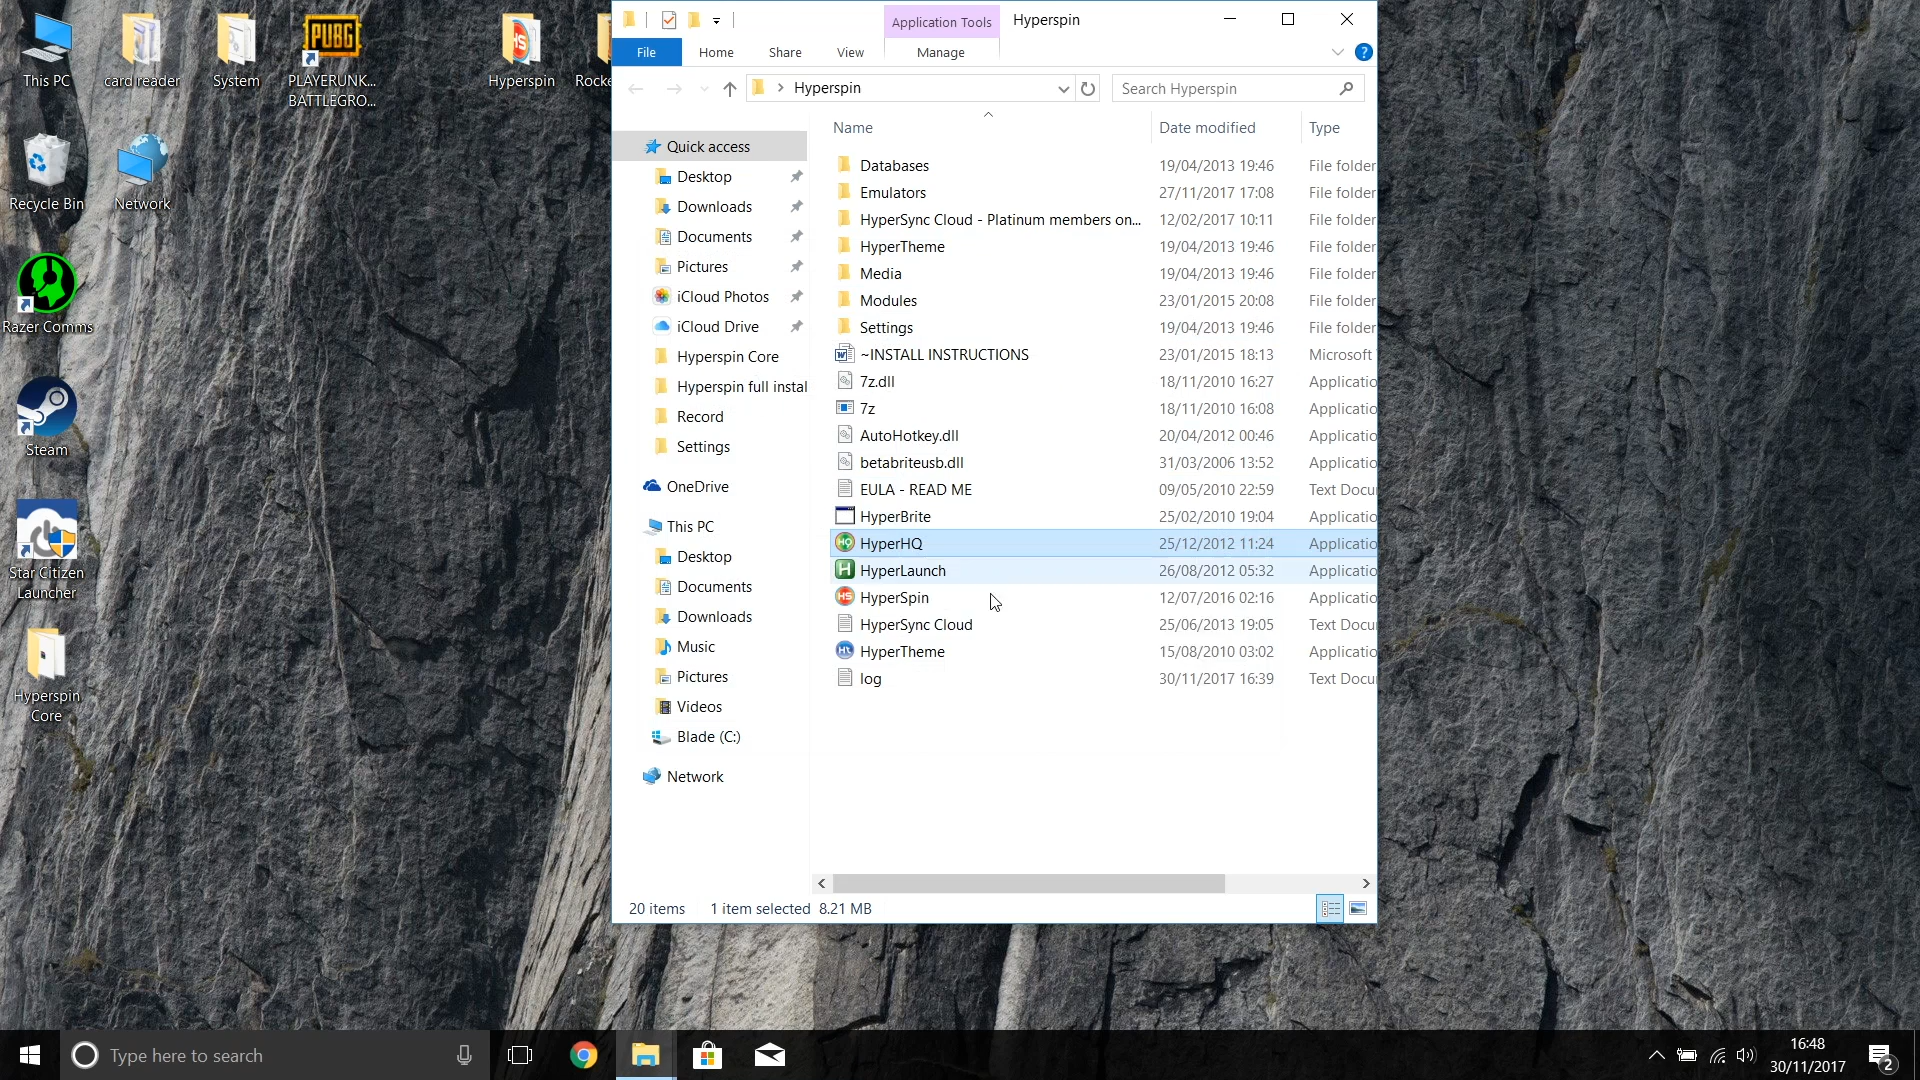 This PC
card reader
System
PLAYERUNK...
BATTLEGRO...
Hyperspin
Rocke
Recycle Bin
Network
Razer Comms
Steam
Star Citizen
Launcher
Hyperspin
Core
PUBG
Application Tools
Hyperspin
File
Home
Share
View
Manage
Hyperspin
Search Hyperspin
Name
Date modified
Type
Quick access
Desktop
Downloads
Documents
Pictures
iCloud Photos
iCloud Drive
Hyperspin Core
Hyperspin full instal
Record
Settings
OneDrive
This PC
Desktop
Documents
Downloads
Music
Pictures
Videos
Blade (C:)
Network
Databases 19/04/2013 19:46 File folder
Emulators 27/11/2017 17:08 File folder
HyperSync Cloud - Platinum members on... 12/02/2017 10:11 File folder
HyperTheme 19/04/2013 19:46 File folder
Media 19/04/2013 19:46 File folder
Modules 23/01/2015 20:08 File folder
Settings 19/04/2013 19:46 File folder
~INSTALL INSTRUCTIONS 23/01/2015 18:13 Microsoft
7z.dll 18/11/2010 16:27 Applicatio
7z 18/11/2010 16:08 Applicatio
AutoHotkey.dll 20/04/2012 00:46 Applicatio
betabriteusb.dll 31/03/2006 13:52 Applicatio
EULA - READ ME 09/05/2010 22:59 Text Docu
HyperBrite 25/02/2010 19:04 Applicatio
HyperHQ 25/12/2012 11:24 Applicatio
HyperLaunch 26/08/2012 05:32 Applicatio
HyperSpin 12/07/2016 02:16 Applicatio
HyperSync Cloud 25/06/2013 19:05 Text Docu
HyperTheme 15/08/2010 03:02 Applicatio
log 30/11/2017 16:39 Text Docu
20 items 1 item selected 8.21 MB
Type here to search
16:48
30/11/2017
2